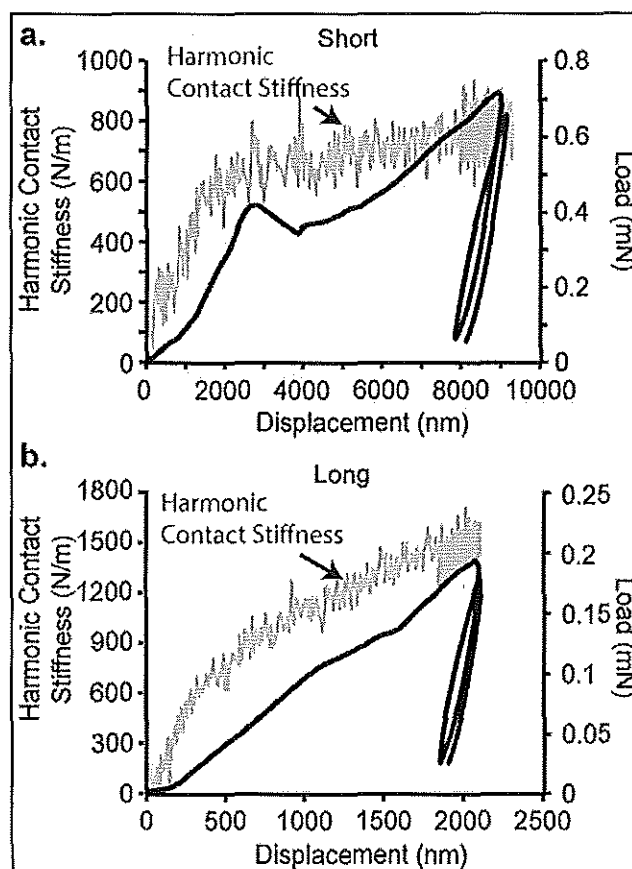 a.
Short
Harmonic
Contact Stiffness
1000
800
600
400
200
0
Harmonic Contact
Stiffness (N/m)
0.8
0.6
0.4
0.2
0
Load (mN)
0 2000 4000 6000 8000 10000
Displacement (nm)
b.
Long
Harmonic
Contact Stiffness
1800
1500
1200
900
600
300
0
Harmonic Contact
Stiffness (N/m)
0.25
0.2
0.15
0.1
0.05
0
Load (mN)
0 500 1000 1500 2000 2500
Displacement (nm)